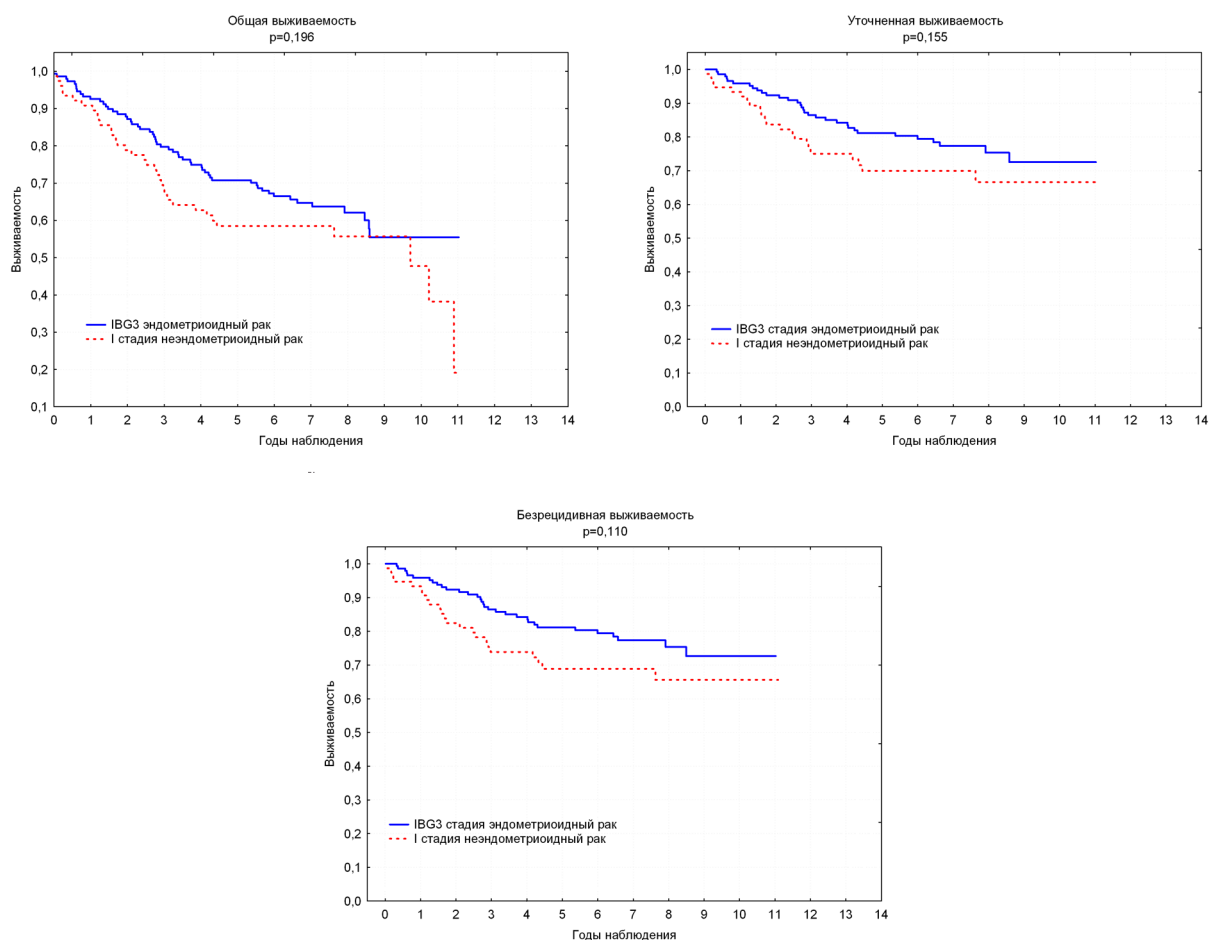 Общая выживаемость
p=0,196
1,0
0,9
0,8
0,7
0,6
0,5
0,4
0,3
0,2
0,1
Выживаемость
IBG3 эндометриоидный рак
I стадия неэндометриоидный рак
0 1 2 3 4 5 6 7 8 9 10 11 12 13 14
Годы наблюдения
Уточненная выживаемость
p=0,155
1,0
0,9
0,8
0,7
0,6
0,5
0,4
0,3
0,2
0,1
0,0
Выживаемость
IBG3 стадия эндометриоидный рак
I стадия неэндометриоидный рак
0 1 2 3 4 5 6 7 8 9 10 11 12 13 14
Годы наблюдения
Безрецидивная выживаемость
p=0,110
1,0
0,9
0,8
0,7
0,6
0,5
0,4
0,3
0,2
0,1
0,0
Выживаемость
IBG3 стадия эндометриоидный рак
I стадия неэндометриоидный рак
0 1 2 3 4 5 6 7 8 9 10 11 12 13 14
Годы наблюдения